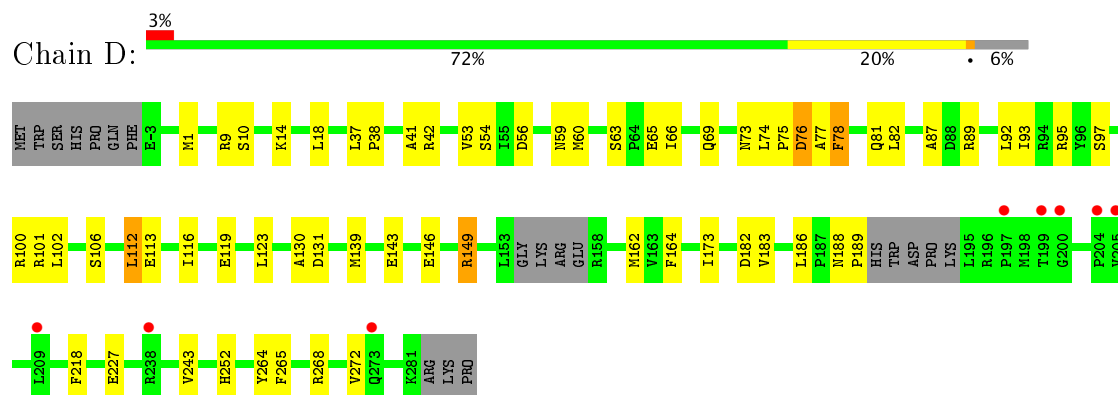 3%
Chain D:
72% 20% • 6%
MET TRP SER HIS PRO GLN PHE E-3 M1 R9 S10 K14 L18 L37 P38 A41 R42 V53 S54 I55 D56 N59 M60 S63 P64 E65 I66 Q69 N73 L74 P75 D76 A77 F78 Q81 L82 A87 D88 R89 L92 I93 R94 R95 Y96 S97
R100 R101 L102 S106 L112 E113 I116 E119 L123 A130 D131 M139 E143 E146 R149 L153 GLY LYS ARG GLU R158 M162 V163 F164 I173 D182 V183 L186 P187 N188 P189 HIS TRP ASP PRO LYS L195 R196 P197 M198 T199 G200 P204 V205
L209 F218 E227 R238 V243 H252 Y264 F265 R268 V272 Q273 K281 ARG LYS PRO